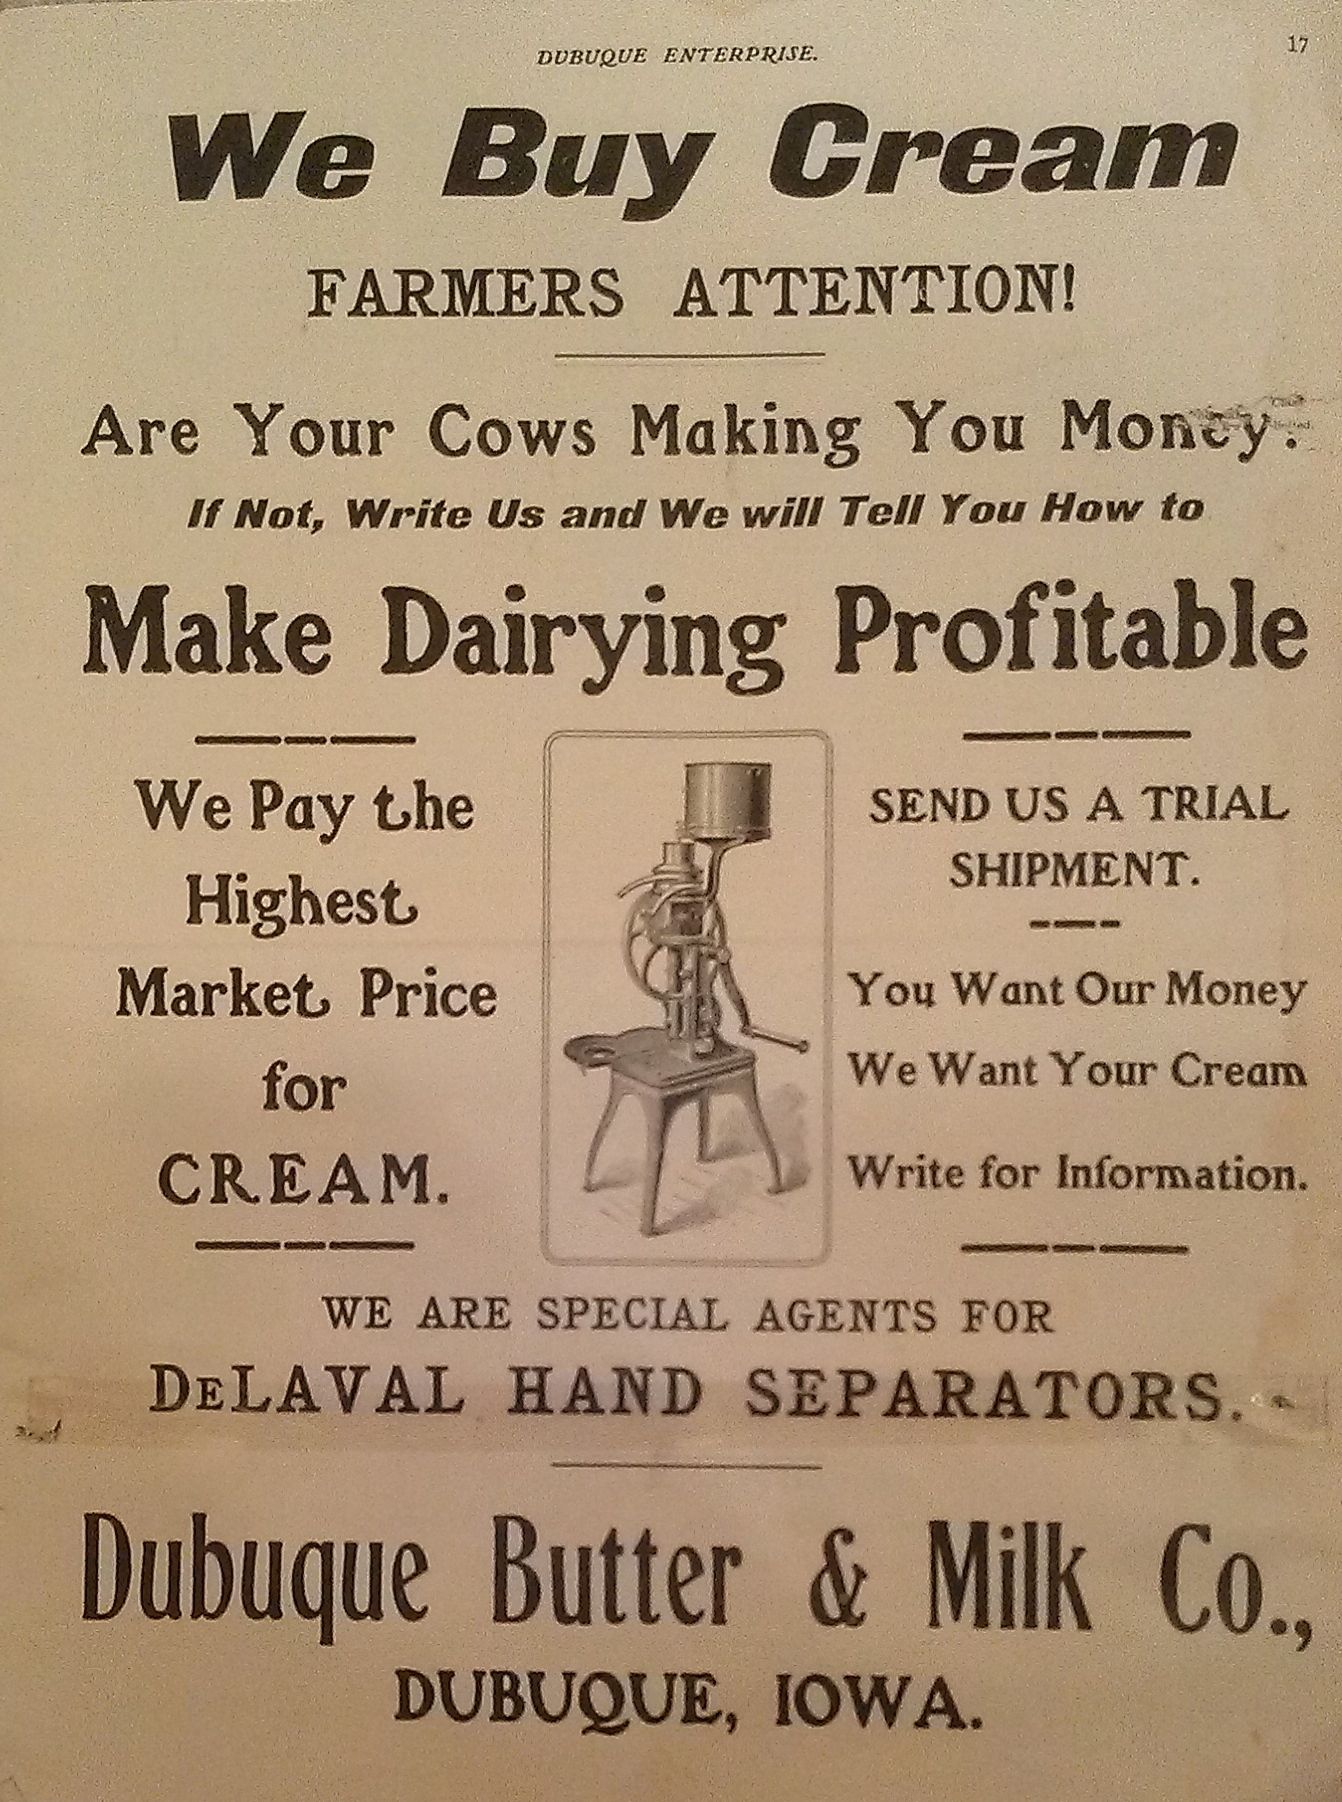 DUBUQUE ENTERPRISE.
17
We Buy Cream
FARMERS ATTENTION!
Are Your Cows Making You Money?
If Not, Write Us and We will Tell You How to
Make Dairying Profitable
We Pay the
Highest
Market Price
for
CREAM.
SEND US A TRIAL
SHIPMENT.
You Want Our Money
We Want Your Cream
Write for Information.
WE ARE SPECIAL AGENTS FOR
DELAVAL HAND SEPARATORS.
Dubuque Butter & Milk Co.,
DUBUQUE, IOWA.